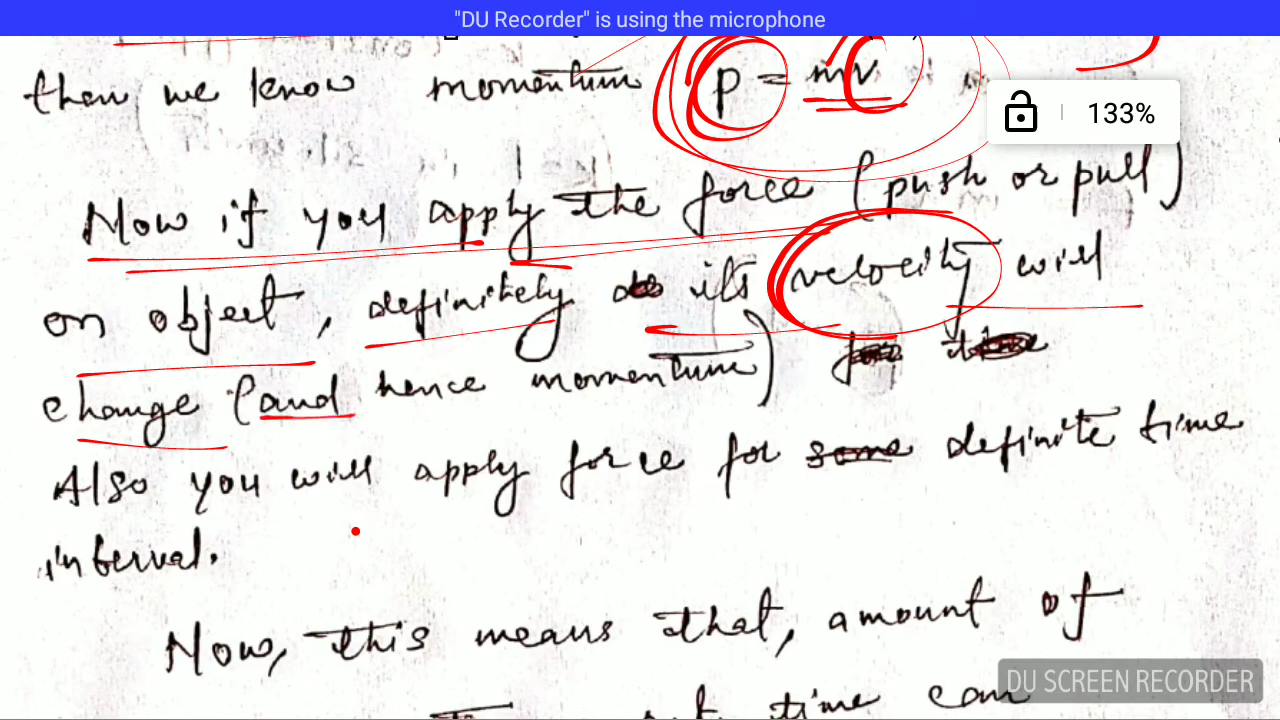 "DU Recorder" is using the microphone
then we know momentum p = mv
133%
Now if you apply the force (push or pull)
on object, definitely its velocity will
change (and hence momentum)
Also you will apply force for some definite time
interval.
Now, this means that, amount of
DU SCREEN RECORDER
time can